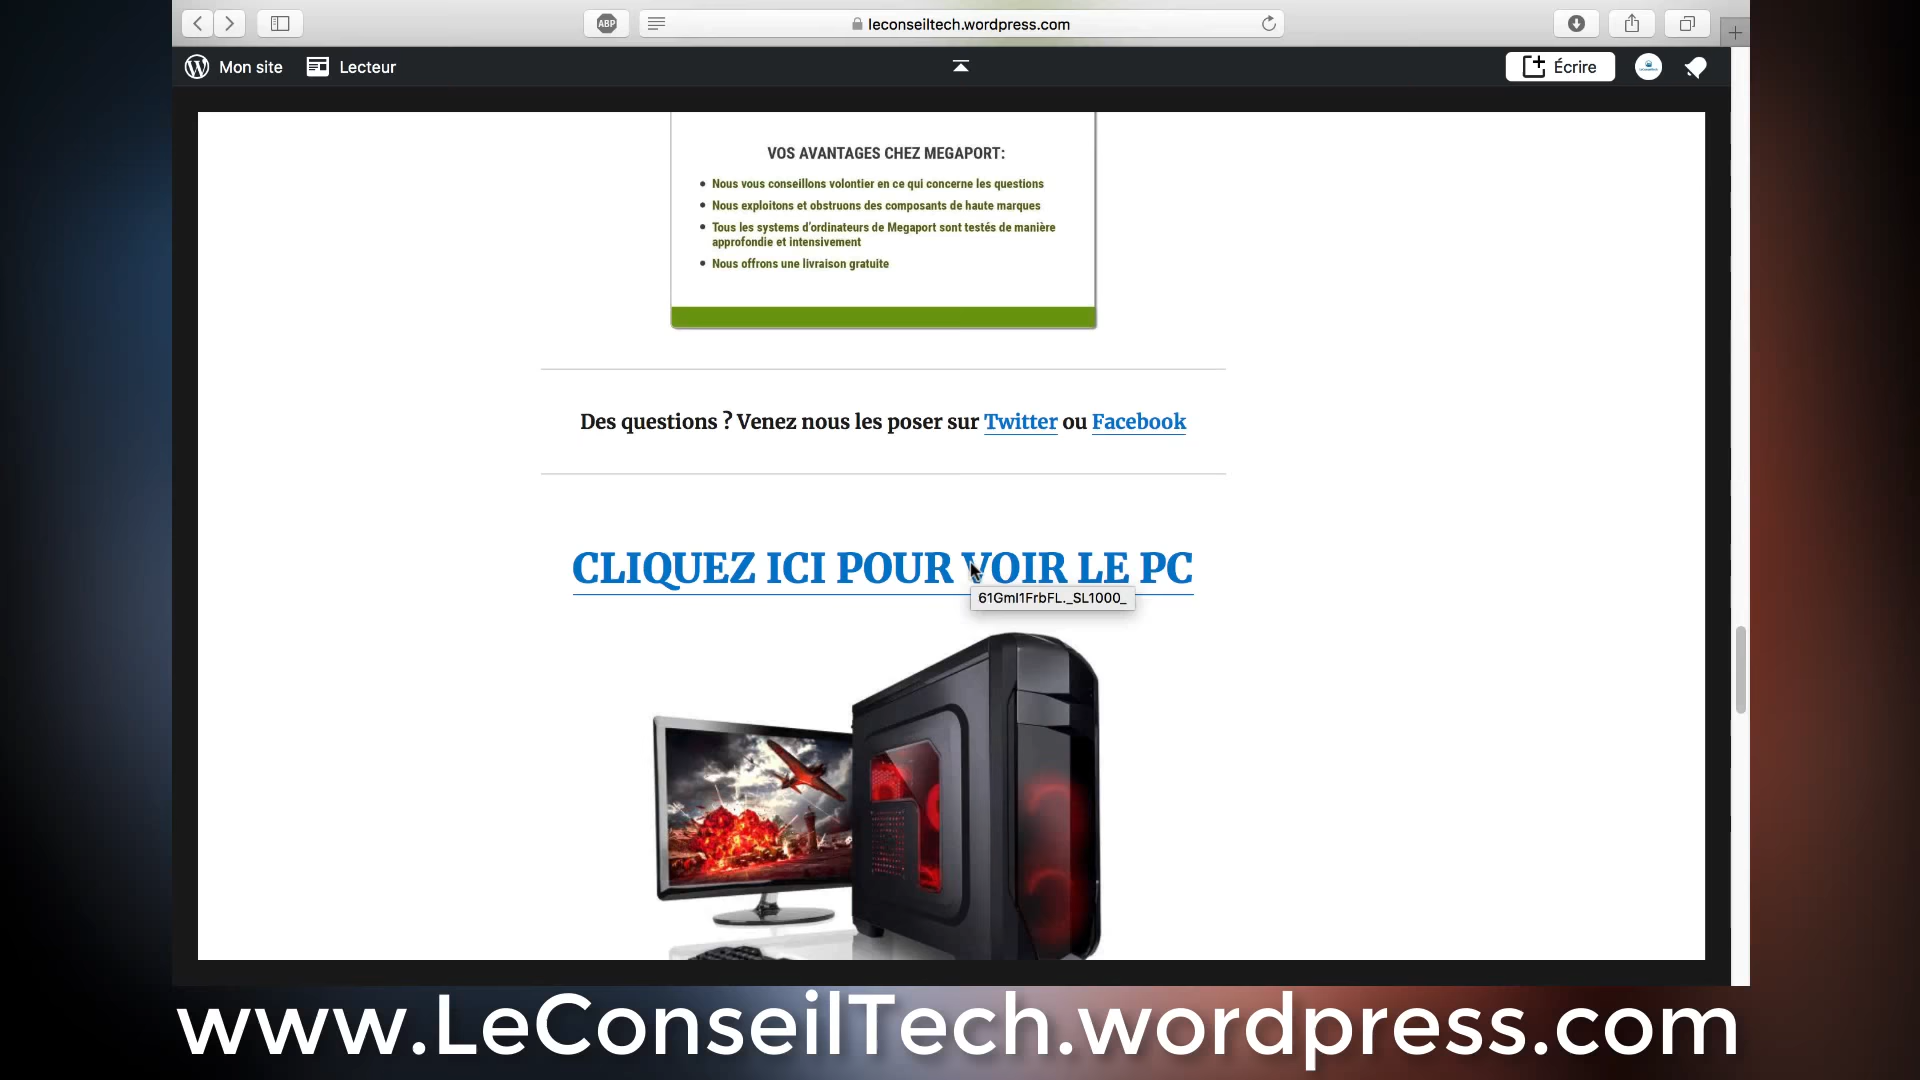 ABP
leconseiltech.wordpress.com
Mon site
Lecteur
Écrire
VOS AVANTAGES CHEZ MEGAPORT:
Nous vous conseillons volontier en ce qui concerne les questions
Nous exploitons et obstruons des composants de haute marques
Tous les systems d'ordinateurs de Megaport sont testés de manière
approfondie et intensivement
Nous offrons une livraison gratuite
Des questions ? Venez nous les poser sur Twitter ou Facebook
CLIQUEZ ICI POUR VOIR LE PC
61Gml1FrbFL._SL1000_
www.LeConseilTech.wordpress.com